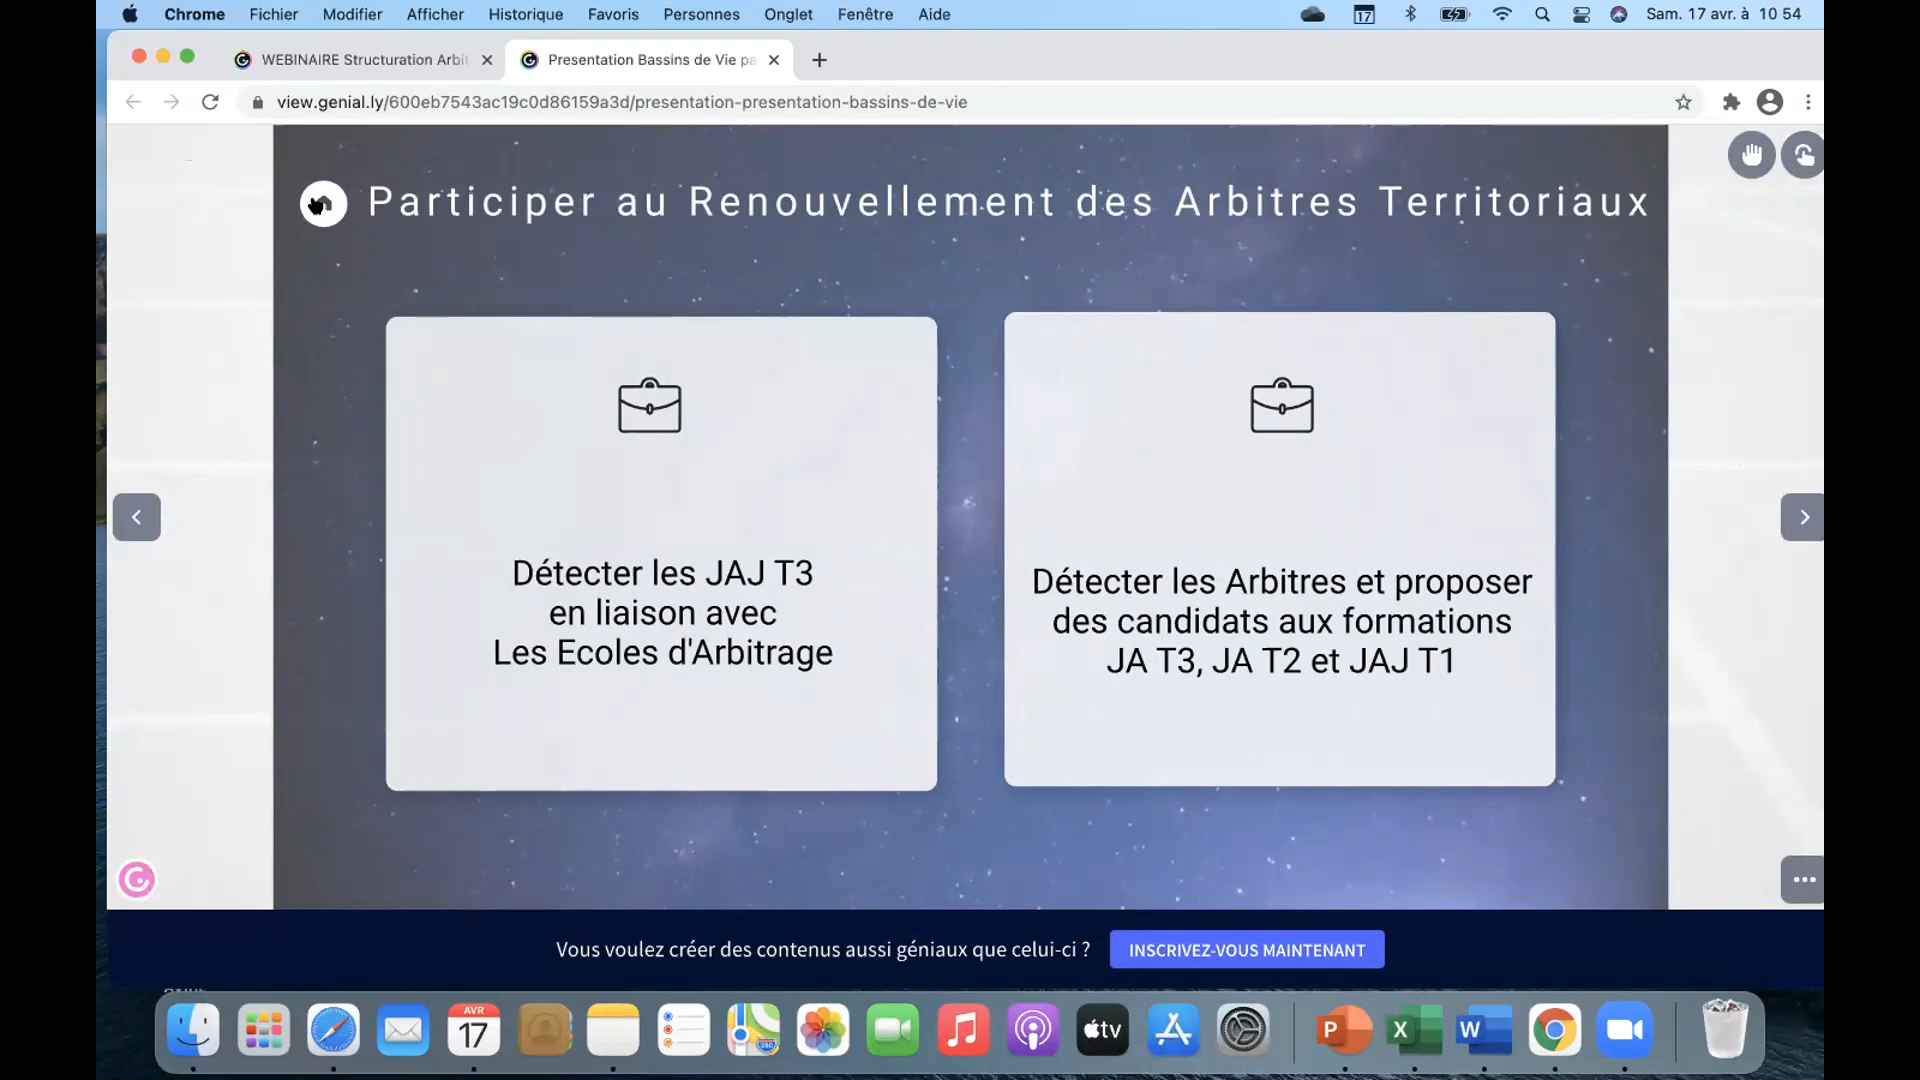 Chrome Fichier Modifier Afficher Historique Favoris Personnes Onglet Fenêtre Aide 17 Sam. 17 avr. à 10 54
WEBINAIRE Structuration Arbit
Presentation Bassins de Vie pa
view.genial.ly/600eb7543ac19c0d86159a3d/presentation-presentation-bassins-de-vie
Participer au Renouvellement des Arbitres Territoriaux
Détecter les JAJ T3
en liaison avec
Les Ecoles d'Arbitrage
Détecter les Arbitres et proposer
des candidats aux formations
JA T3, JA T2 et JAJ T1
Vous voulez créer des contenus aussi géniaux que celui-ci ?
INSCRIVEZ-VOUS MAINTENANT
AVR
17
280
tv
P
X
W